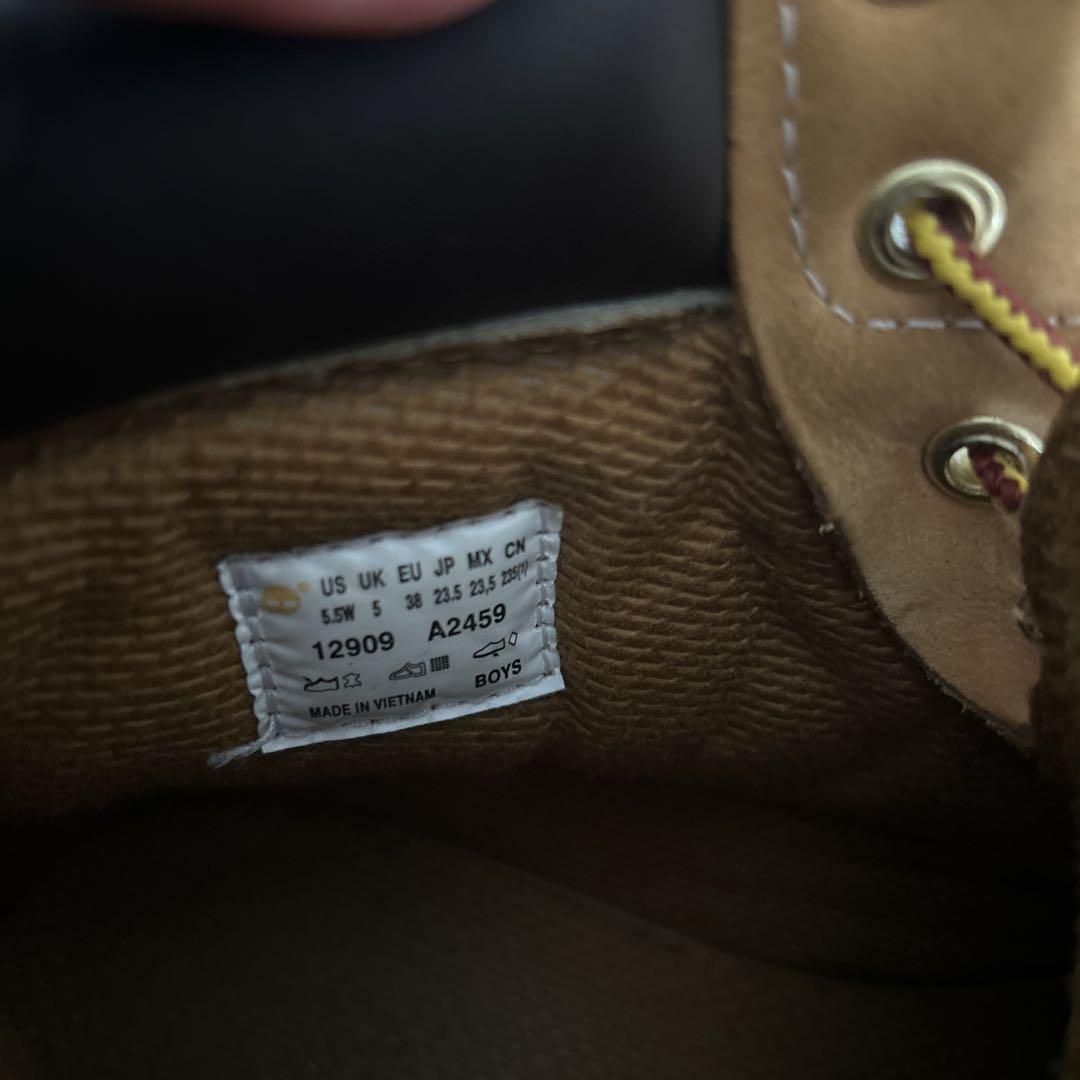 US UK EU JP MX CN
5.5W 5 38 23.5 23,5 235(?)
12909 A2459
BOYS
MADE IN VIETNAM